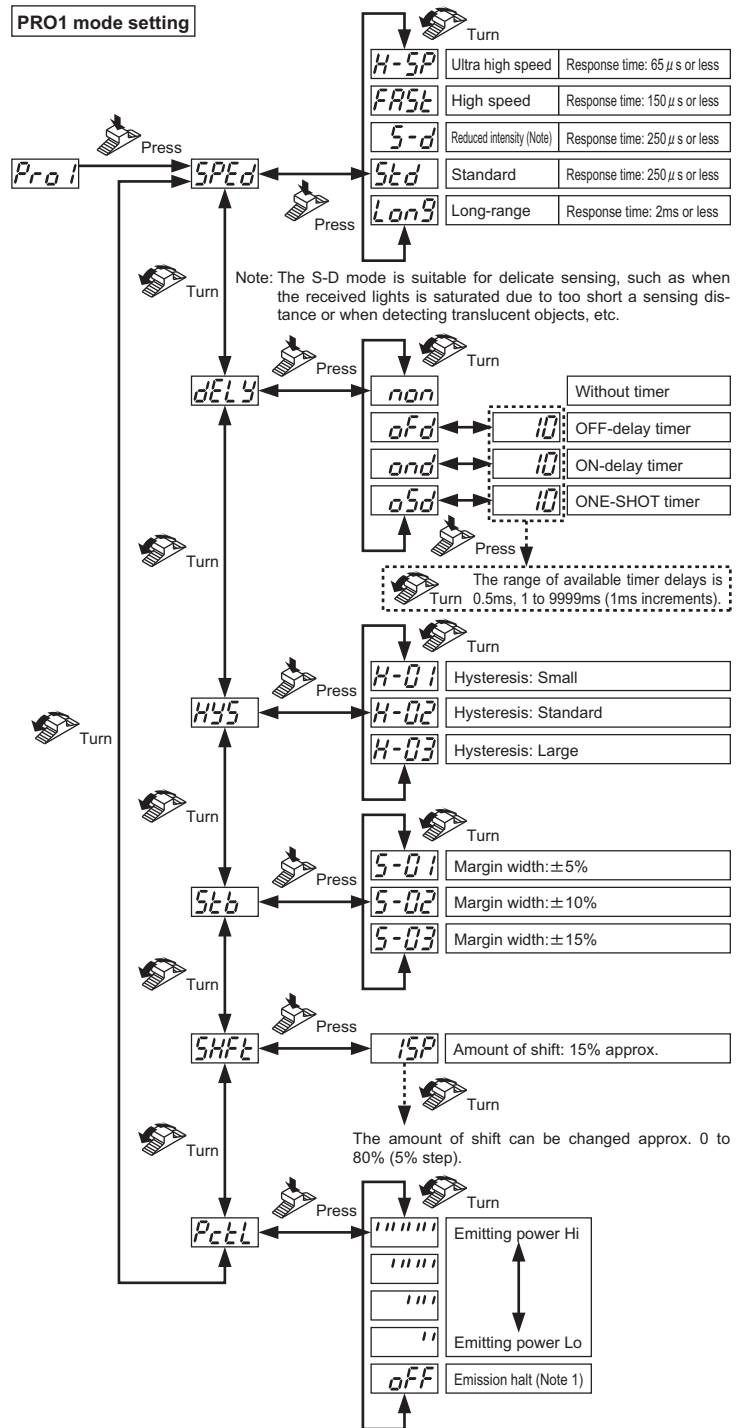 PRO1 mode setting
Turn
H-SP Ultra high speed Response time: 65 μs or less
FASt High speed Response time: 150 μs or less
Press
S-d Reduced intensity (Note) Response time: 250 μs or less
Pro1 SPEd Std Standard Response time: 250 μs or less
Press
Long Long-range Response time: 2ms or less
Turn
Note: The S-D mode is suitable for delicate sensing, such as when
the received lights is saturated due to too short a sensing dis-
tance or when detecting translucent objects, etc.
Press Turn
dELY non Without timer
oFd 10 OFF-delay timer
ond 10 ON-delay timer
oSd 10 ONE-SHOT timer
Press
Turn
Turn The range of available timer delays is
0.5ms, 1 to 9999ms (1ms increments).
Turn
Press
H-01 Hysteresis: Small
HYS H-02 Hysteresis: Standard
H-03 Hysteresis: Large
Turn
Turn
Turn
Press
S-01 Margin width:±5%
Stb S-02 Margin width:±10%
S-03 Margin width:±15%
Turn
Press
SHFt 15P Amount of shift: 15% approx.
Turn
The amount of shift can be changed approx. 0 to
80% (5% step).
Turn
Press Turn
PctL Emitting power Hi
Emitting power Lo
oFF Emission halt (Note 1)